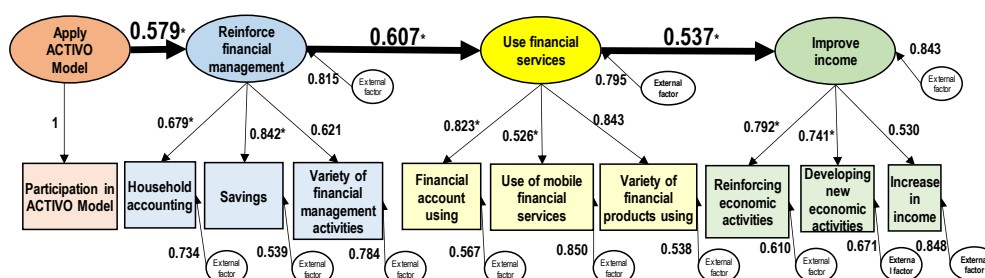 Apply
ACTIVO
Model
0.579*
Reinforce
financial
management
0.607*
Use financial
services
0.537*
Improve
income
0.815
External
factor
0.795
External
factor
0.843
External
factor
1
0.679*
0.842*
0.621
0.823*
0.526*
0.843
0.792*
0.741*
0.530
Participation in
ACTIVO Model
Household
accounting
Savings
Variety of
financial
management
activities
Financial
account
using
Use of mobile
financial
services
Variety of
financial
products using
Reinforcing
economic
activities
Developing
new
economic
activities
Increase
in
income
0.734
External
factor
0.539
External
factor
0.784
External
factor
0.567
External
factor
0.850
External
factor
0.538
External
factor
0.610
External
factor
0.671
Externa
l factor
0.848
External
factor